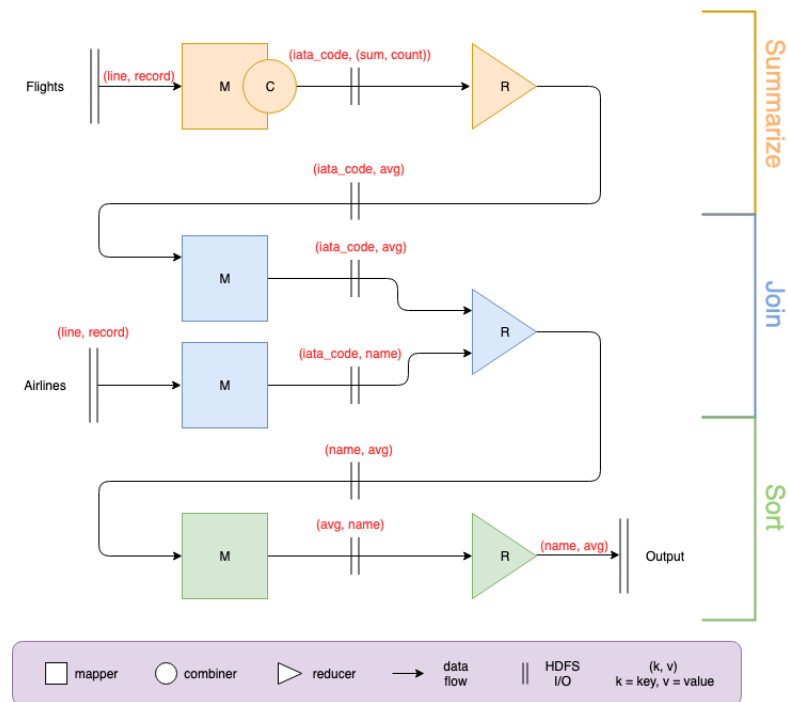 (iata_code, (sum, count))
(line, record)
Flights
M
C
R
Summarize
(iata_code, avg)
(iata_code, avg)
M
R
Join
(line, record)
(iata_code, name)
Airlines
M
(name, avg)
(avg, name)
Sort
M
R
(name, avg)
Output
mapper
combiner
reducer
data
flow
HDFS
I/O
(k, v)
k = key, v = value